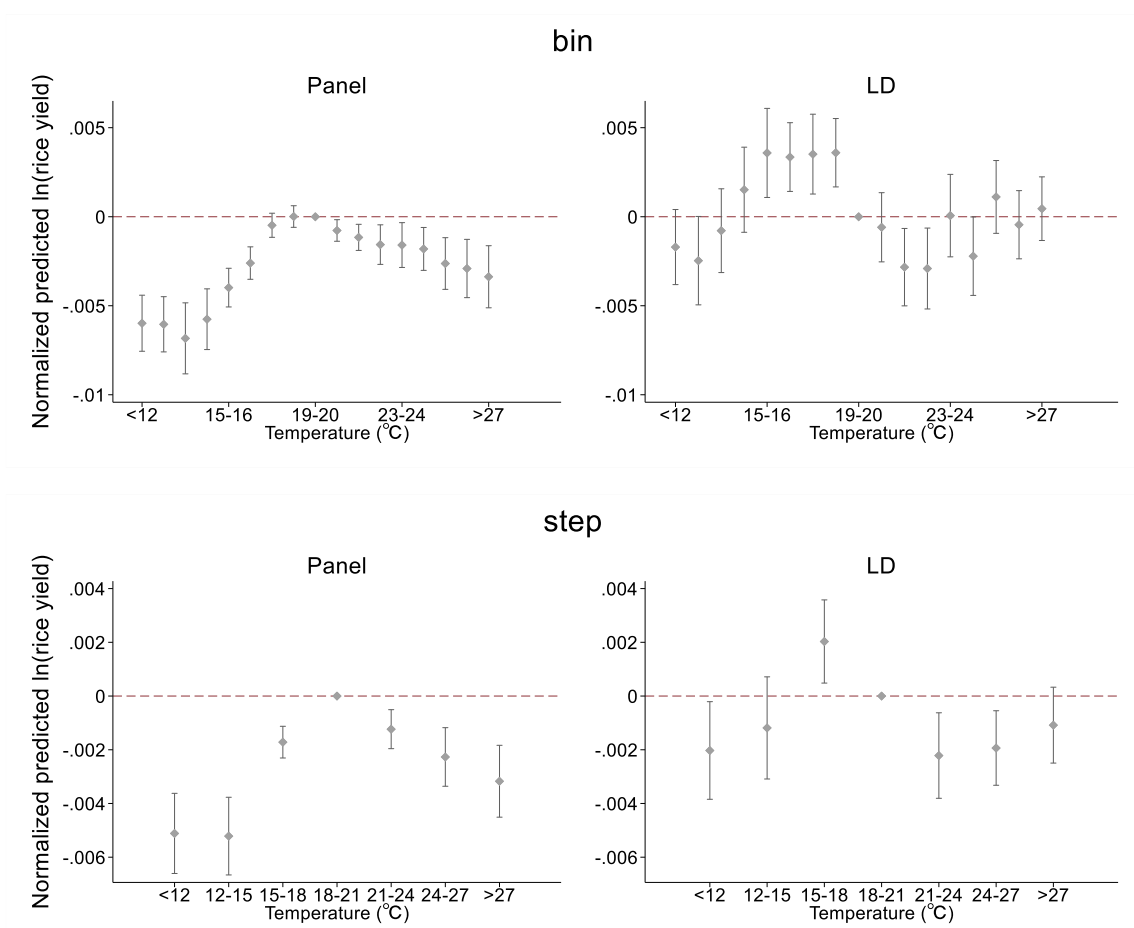 bin
Panel
LD
Normalized predicted ln(rice yield)
.005
0
-.005
-.01
<12 15-16 19-20 23-24 >27
Temperature (°C)
.005
0
-.005
-.01
<12 15-16 19-20 23-24 >27
Temperature (°C)
step
Panel
LD
Normalized predicted ln(rice yield)
.004
.002
0
-.002
-.004
-.006
<12 12-15 15-18 18-21 21-24 24-27 >27
Temperature (°C)
.004
.002
0
-.002
-.004
-.006
<12 12-15 15-18 18-21 21-24 24-27 >27
Temperature (°C)